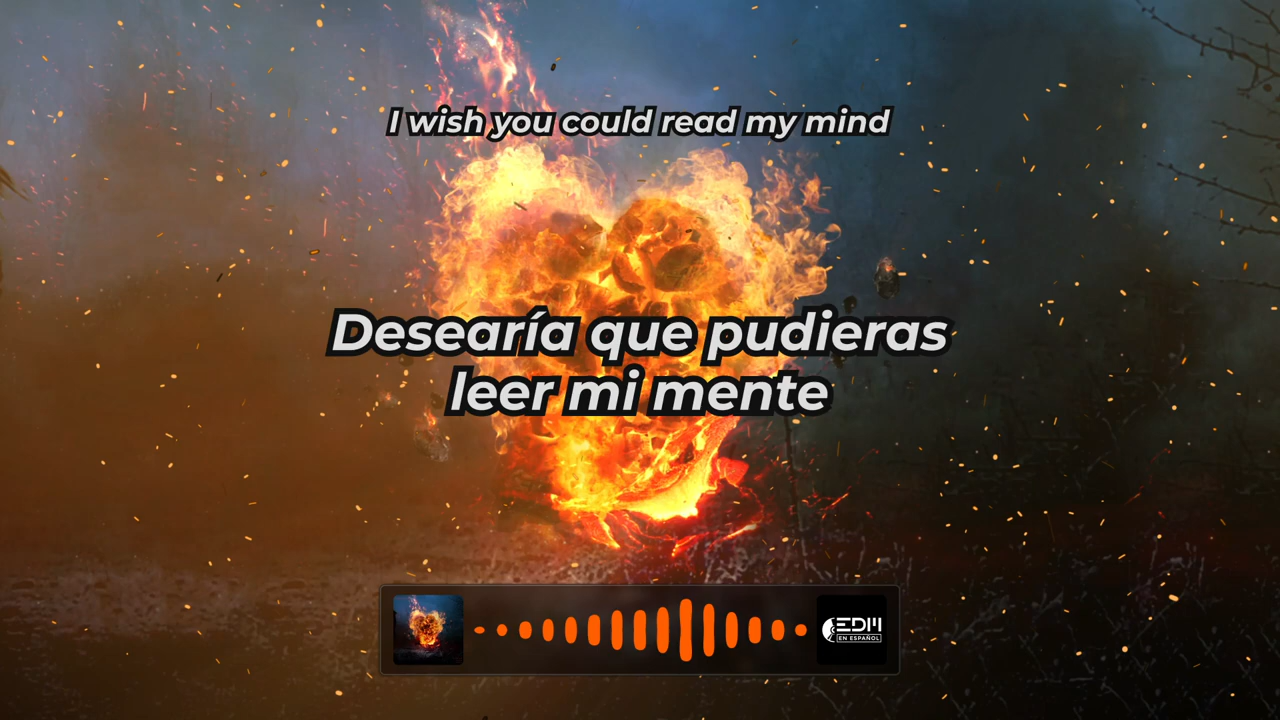 I wish you could read my mind
Desearía que pudieras
leer mi mente
EDM
EN ESPAÑOL